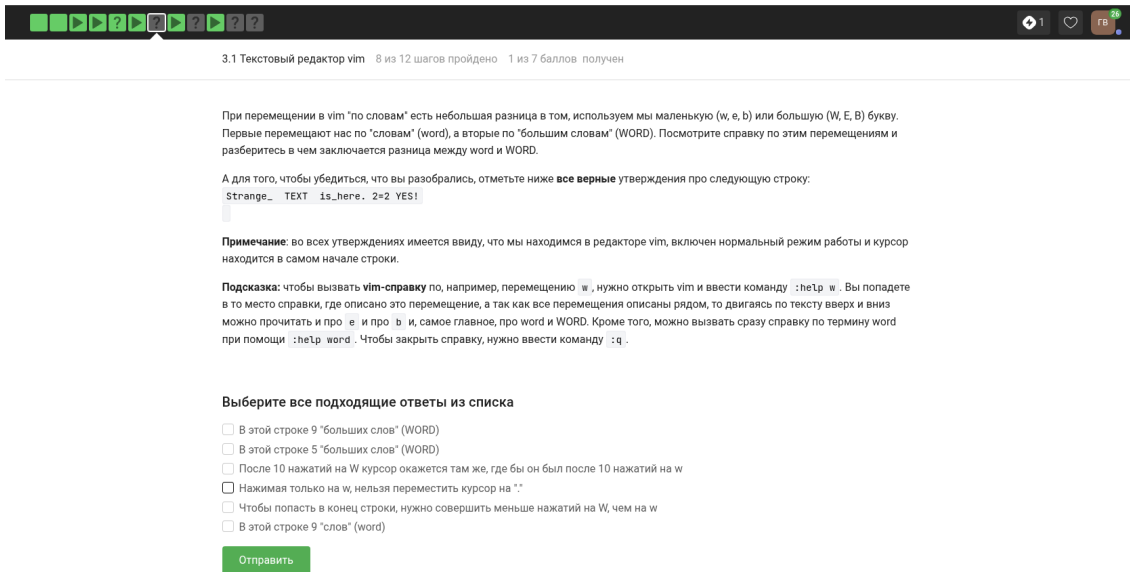 1
ГВ
26
3.1 Текстовый редактор vim 8 из 12 шагов пройдено 1 из 7 баллов получен
При перемещении в vim "по словам" есть небольшая разница в том, используем мы маленькую (w, e, b) или большую (W, E, B) букву.
Первые перемещают нас по "словам" (word), а вторые по "большим словам" (WORD). Посмотрите справку по этим перемещениям и
разберитесь в чем заключается разница между word и WORD.
А для того, чтобы убедиться, что вы разобрались, отметьте ниже все верные утверждения про следующую строку:
Strange_  TEXT  is_here. 2=2 YES!
Примечание: во всех утверждениях имеется ввиду, что мы находимся в редакторе vim, включен нормальный режим работы и курсор
находится в самом начале строки.
Подсказка: чтобы вызвать vim-справку по, например, перемещению w, нужно открыть vim и ввести команду :help w. Вы попадете
в то место справки, где описано это перемещение, а так как все перемещения описаны рядом, то двигаясь по тексту вверх и вниз
можно прочитать и про e и про b и, самое главное, про word и WORD. Кроме того, можно вызвать сразу справку по термину word
при помощи :help word. Чтобы закрыть справку, нужно ввести команду :q.
Выберите все подходящие ответы из списка
В этой строке 9 "больших слов" (WORD)
В этой строке 5 "больших слов" (WORD)
После 10 нажатий на W курсор окажется там же, где бы он был после 10 нажатий на w
Нажимая только на w, нельзя переместить курсор на "."
Чтобы попасть в конец строки, нужно совершить меньше нажатий на W, чем на w
В этой строке 9 "слов" (word)
Отправить